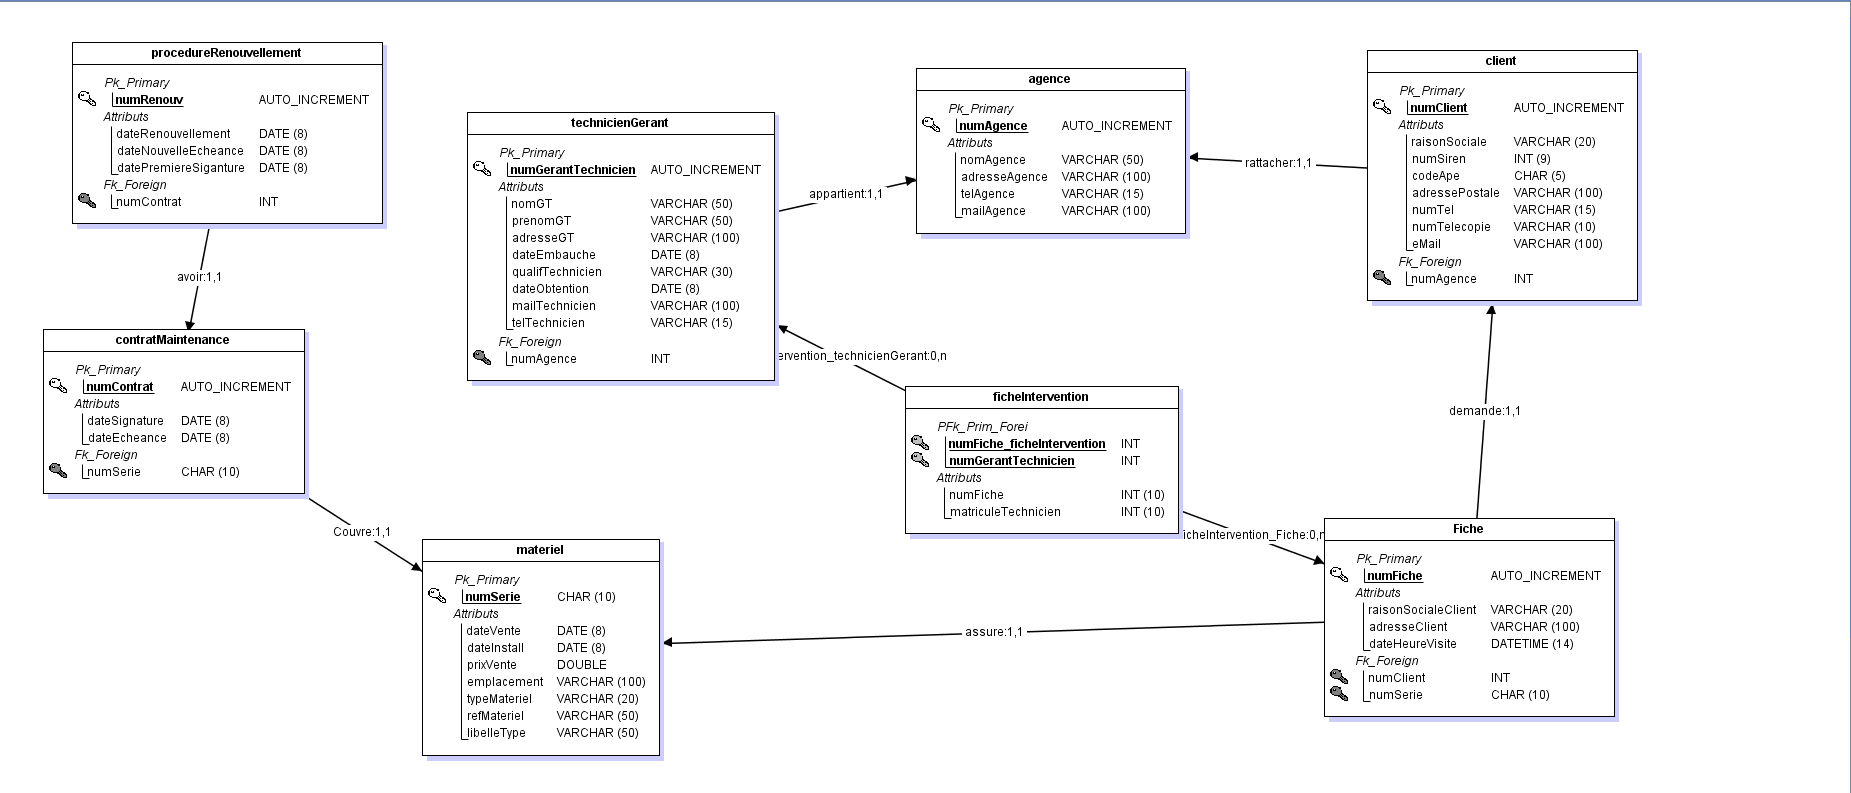 procedureRenouvellement
Pk_Primary
numRenouv AUTO_INCREMENT
Attributs
dateRenouvellement DATE (8)
dateNouvelleEcheance DATE (8)
datePremiereSiganture DATE (8)
Fk_Foreign
numContrat INT
avoir:1,1
contratMaintenance
Pk_Primary
numContrat AUTO_INCREMENT
Attributs
dateSignature DATE (8)
dateEcheance DATE (8)
Fk_Foreign
numSerie CHAR (10)
Couvre:1,1
technicienGerant
Pk_Primary
numGerantTechnicien AUTO_INCREMENT
Attributs
nomGT VARCHAR (50)
prenomGT VARCHAR (50)
adresseGT VARCHAR (100)
dateEmbauche DATE (8)
qualifTechnicien VARCHAR (30)
dateObtention DATE (8)
mailTechnicien VARCHAR (100)
telTechnicien VARCHAR (15)
Fk_Foreign
numAgence INT
appartient:1,1
agence
Pk_Primary
numAgence AUTO_INCREMENT
Attributs
nomAgence VARCHAR (50)
adresseAgence VARCHAR (100)
telAgence VARCHAR (15)
mailAgence VARCHAR (100)
rattacher:1,1
client
Pk_Primary
numClient AUTO_INCREMENT
Attributs
raisonSociale VARCHAR (20)
numSiren INT (9)
codeApe CHAR (5)
adressePostale VARCHAR (100)
numTel VARCHAR (15)
numTelecopie VARCHAR (10)
eMail VARCHAR (100)
Fk_Foreign
numAgence INT
ervention_technicienGerant:0,n
ficheIntervention
PFk_Prim_Forei
numFiche_ficheIntervention INT
numGerantTechnicien INT
Attributs
numFiche INT (10)
matriculeTechnicien INT (10)
icheIntervention_Fiche:0,n
demande:1,1
materiel
Pk_Primary
numSerie CHAR (10)
Attributs
dateVente DATE (8)
dateInstall DATE (8)
prixVente DOUBLE
emplacement VARCHAR (100)
typeMateriel VARCHAR (20)
refMateriel VARCHAR (50)
libelleType VARCHAR (50)
assure:1,1
Fiche
Pk_Primary
numFiche AUTO_INCREMENT
Attributs
raisonSocialeClient VARCHAR (20)
adresseClient VARCHAR (100)
dateHeureVisite DATETIME (14)
Fk_Foreign
numClient INT
numSerie CHAR (10)